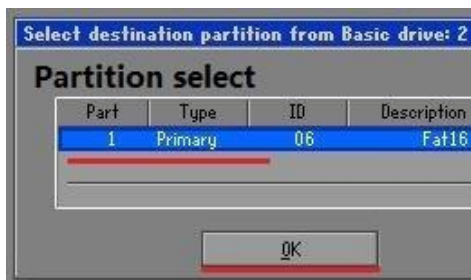 Select destination partition from Basic drive: 2
Partition select
Part Type ID Description
1 Primary 06 Fat16
OK